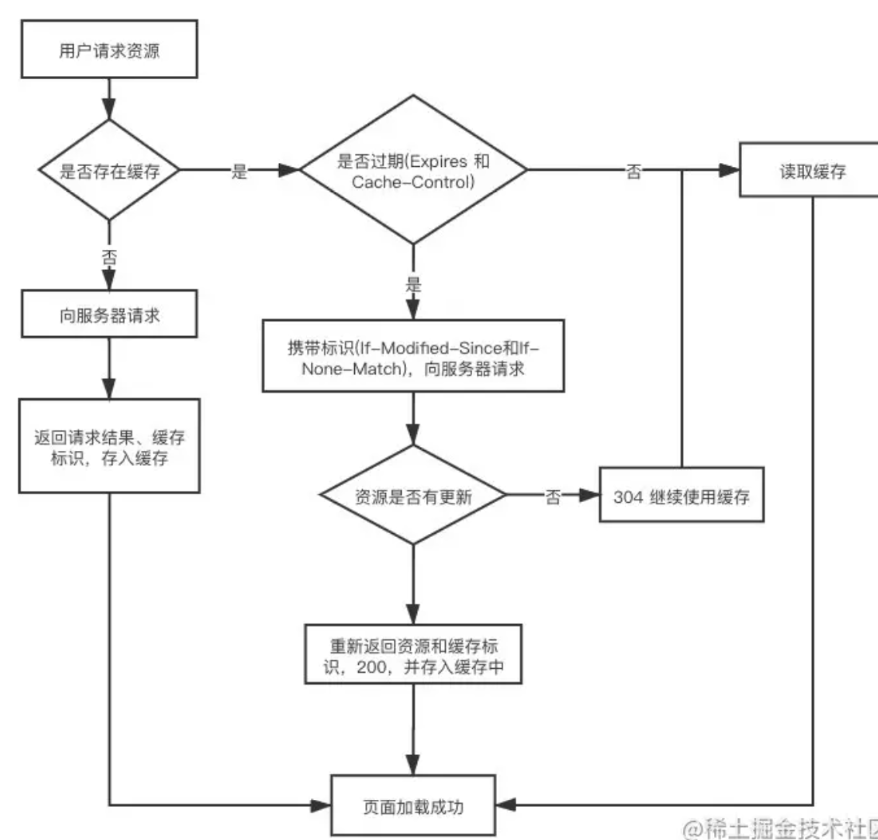 用户请求资源
是否存在缓存
是
是否过期(Expires 和
Cache-Control)
否
读取缓存
否
向服务器请求
返回请求结果、缓存
标识，存入缓存
是
携带标识(If-Modified-Since和If-
None-Match)，向服务器请求
资源是否有更新
否
304 继续使用缓存
重新返回资源和缓存标
识，200，并存入缓存中
页面加载成功
@稀土掘金技术社区